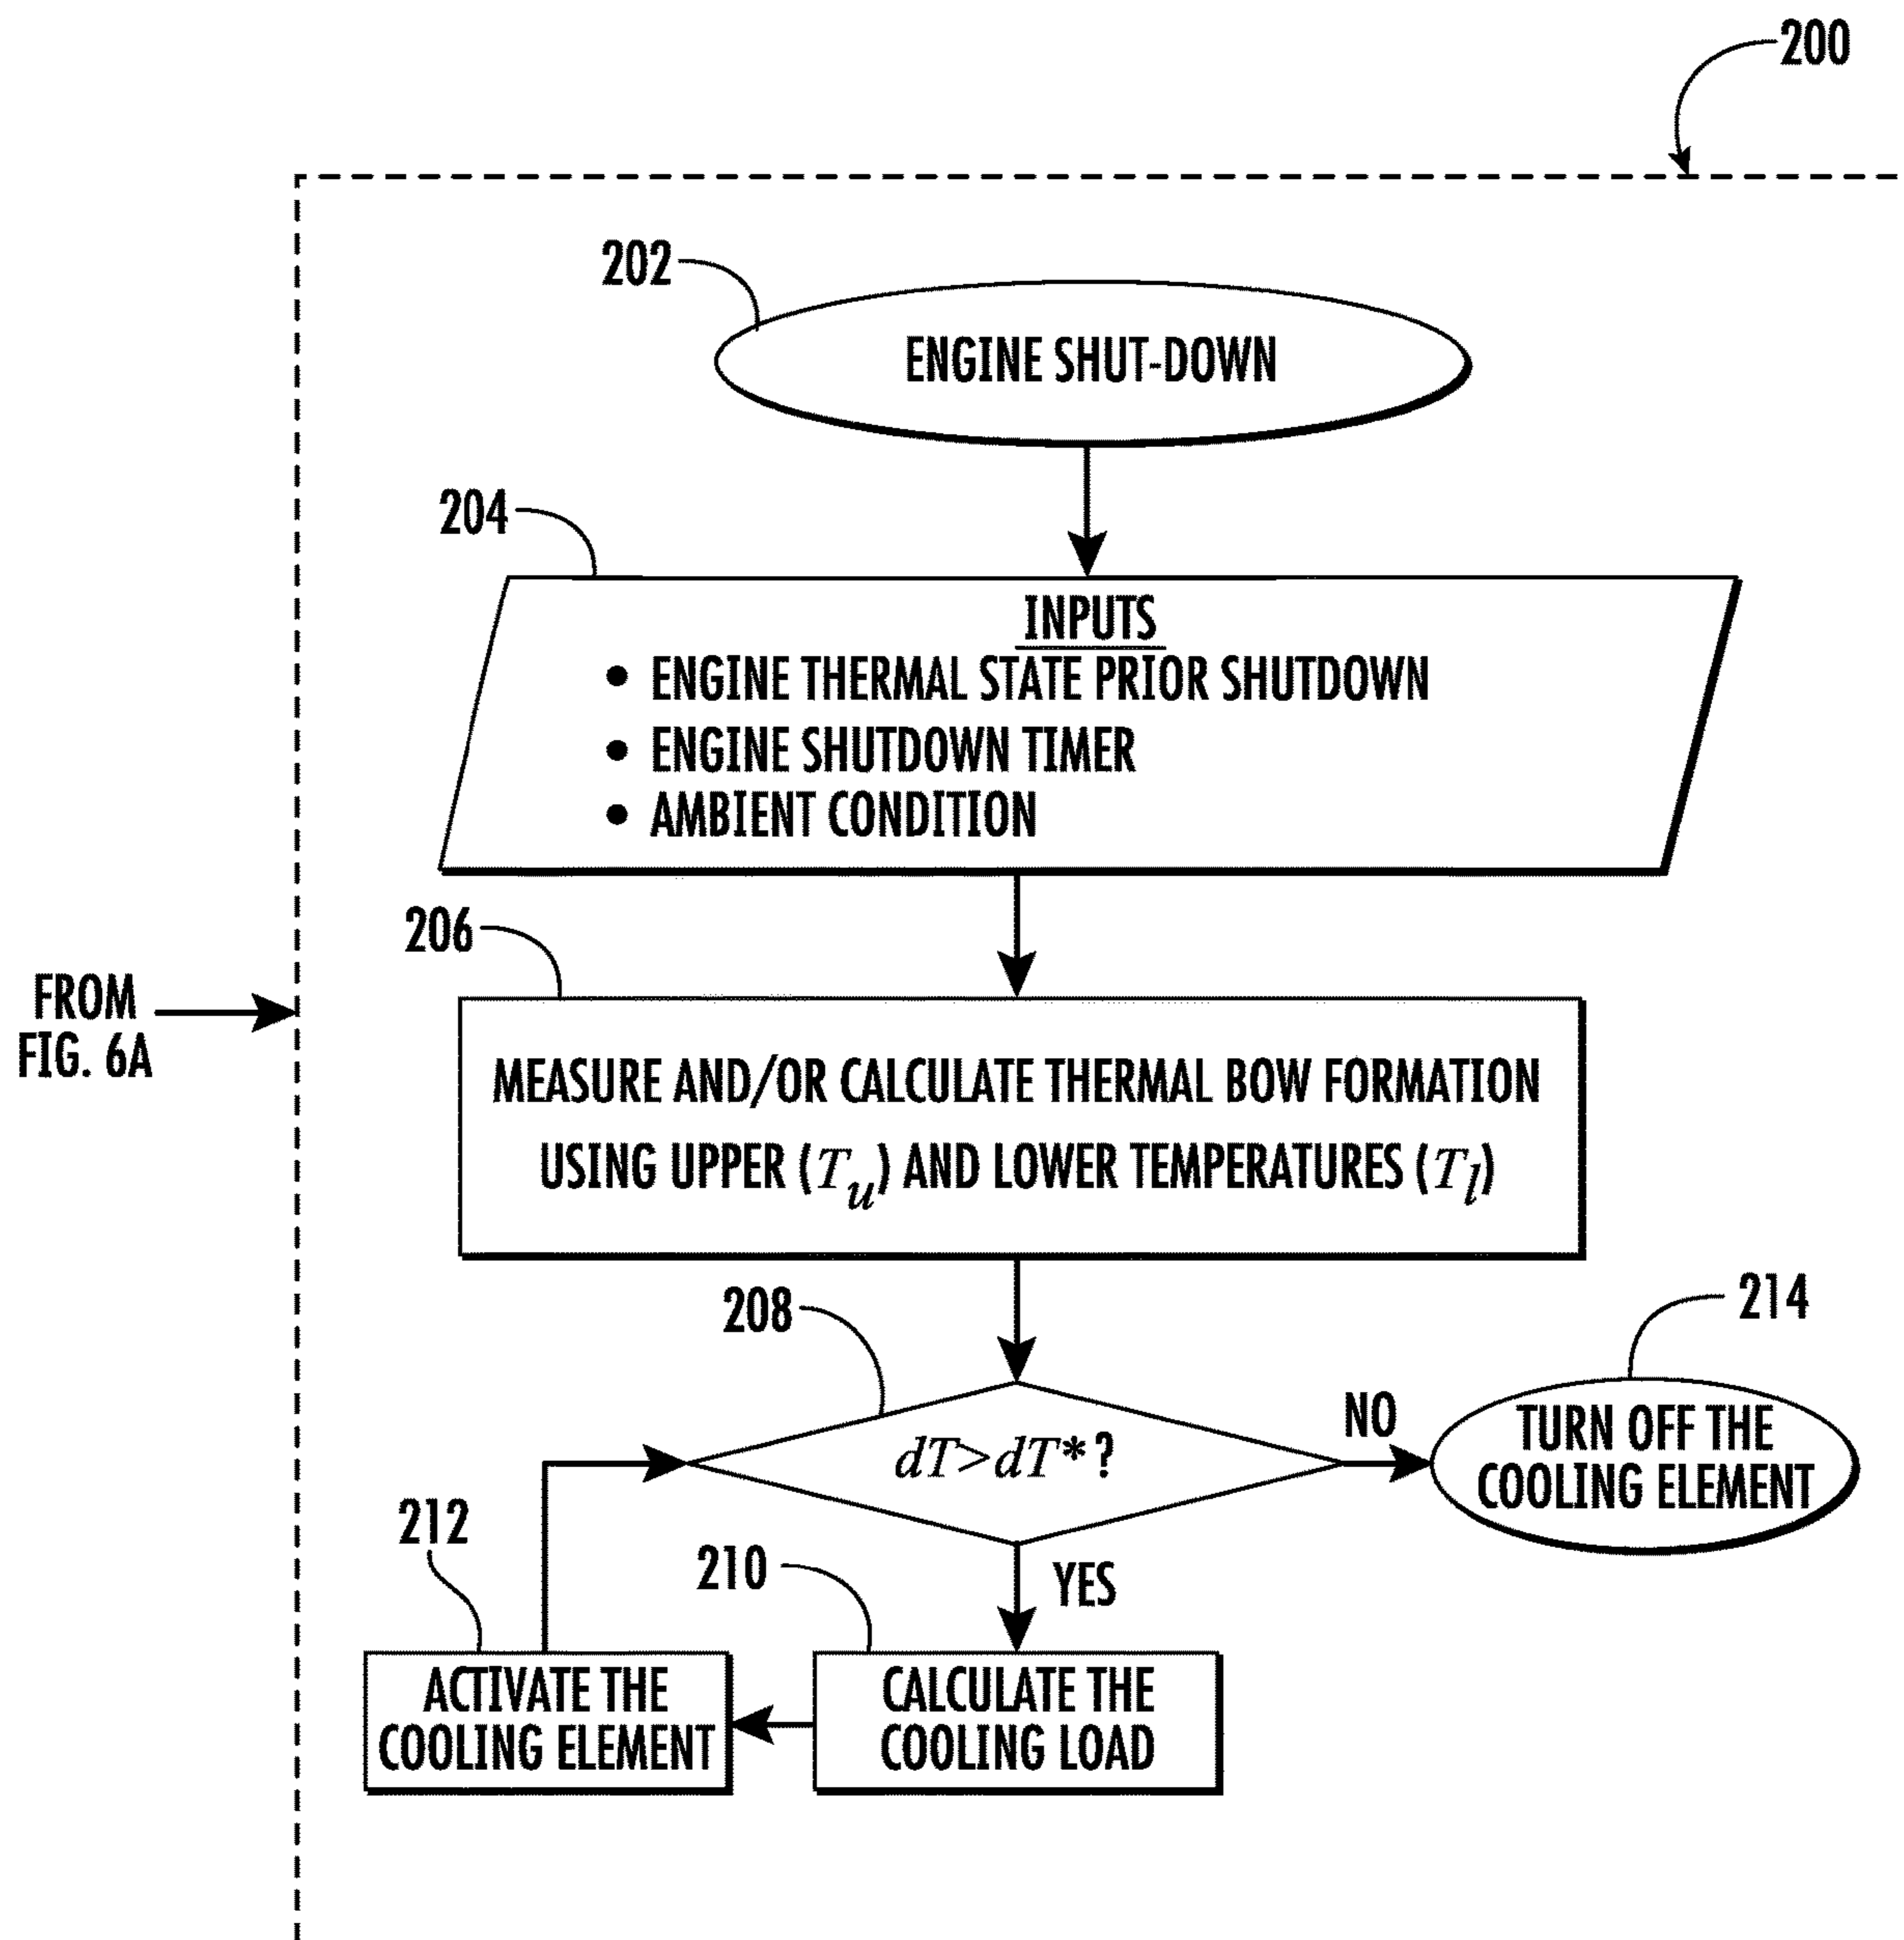 200
202
ENGINE SHUT-DOWN
204
INPUTS
• ENGINE THERMAL STATE PRIOR SHUTDOWN
• ENGINE SHUTDOWN TIMER
• AMBIENT CONDITION
206
FROM
FIG. 6A
MEASURE AND/OR CALCULATE THERMAL BOW FORMATION
USING UPPER (Tu) AND LOWER TEMPERATURES (Tl)
208
214
dT>dT*?
NO
TURN OFF THE
COOLING ELEMENT
212
210
YES
ACTIVATE THE
COOLING ELEMENT
CALCULATE THE
COOLING LOAD